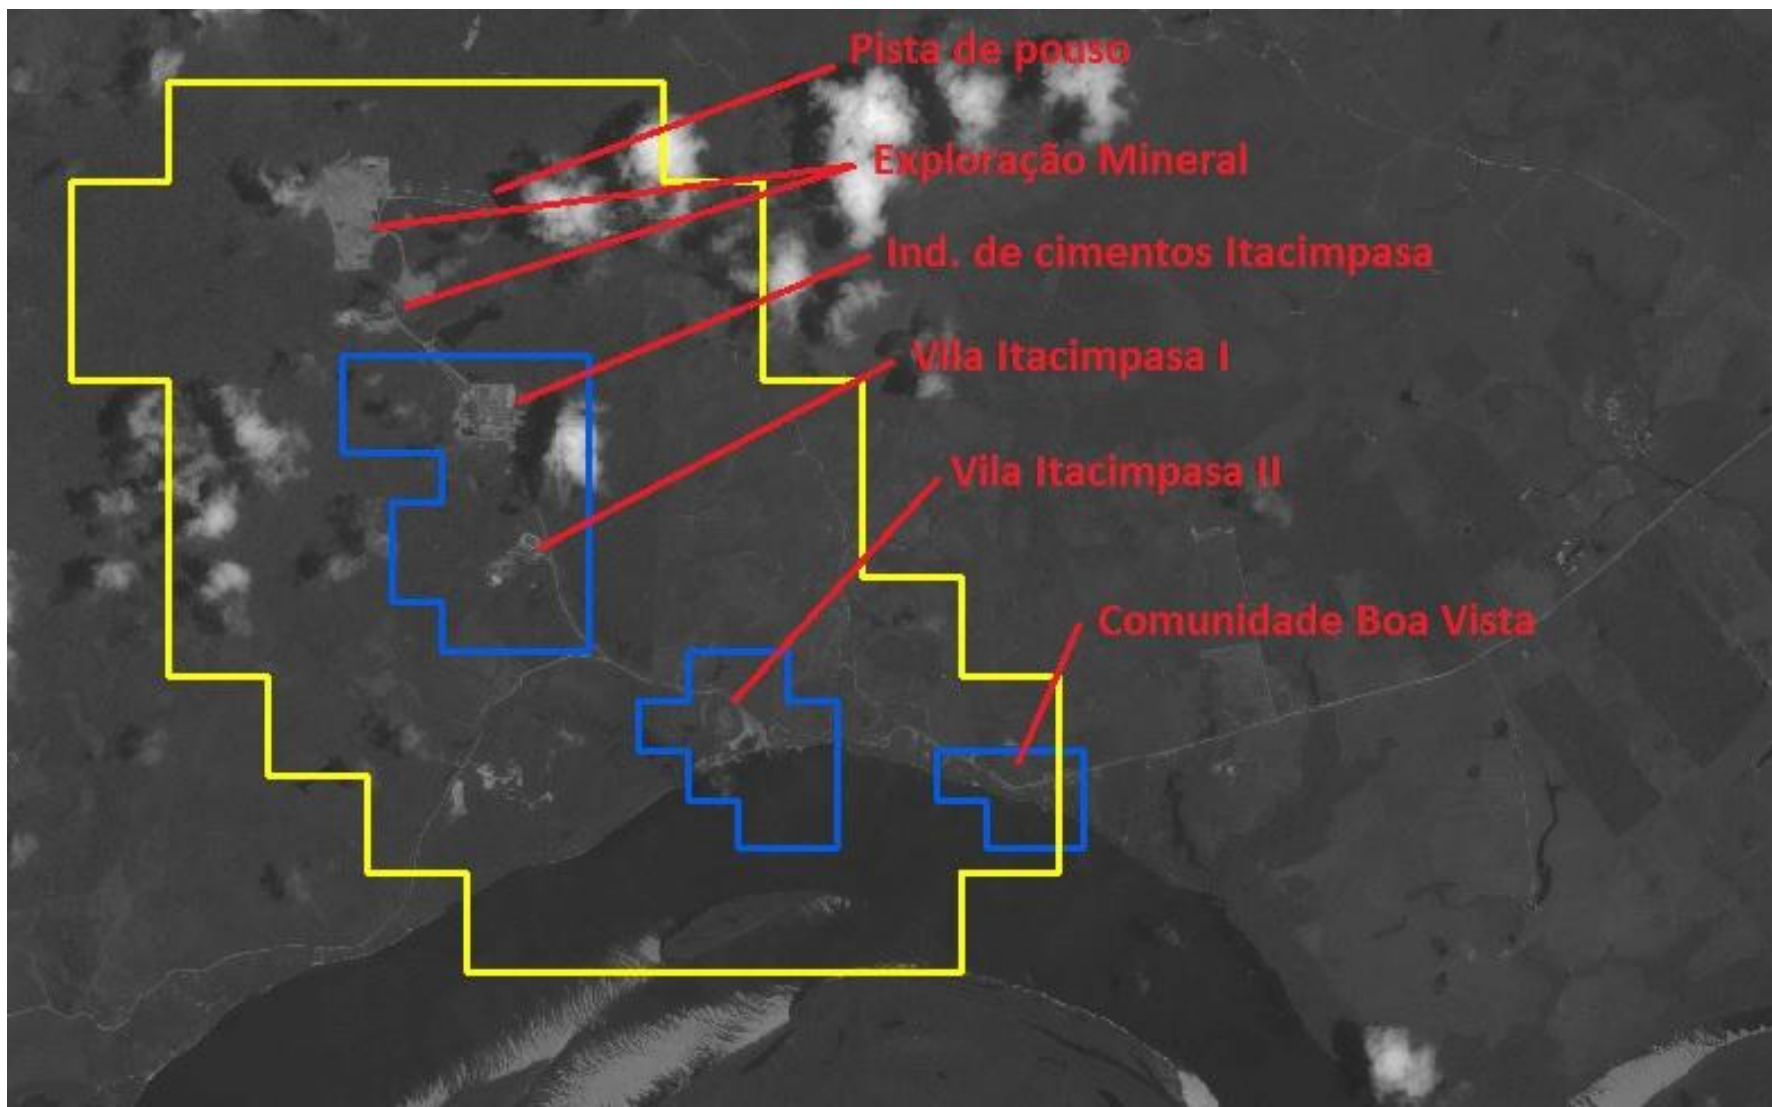 Pista de pouso
Exploração Mineral
Ind. de cimentos Itacimpasa
Vila Itacimpasa I
Vila Itacimpasa II
Comunidade Boa Vista